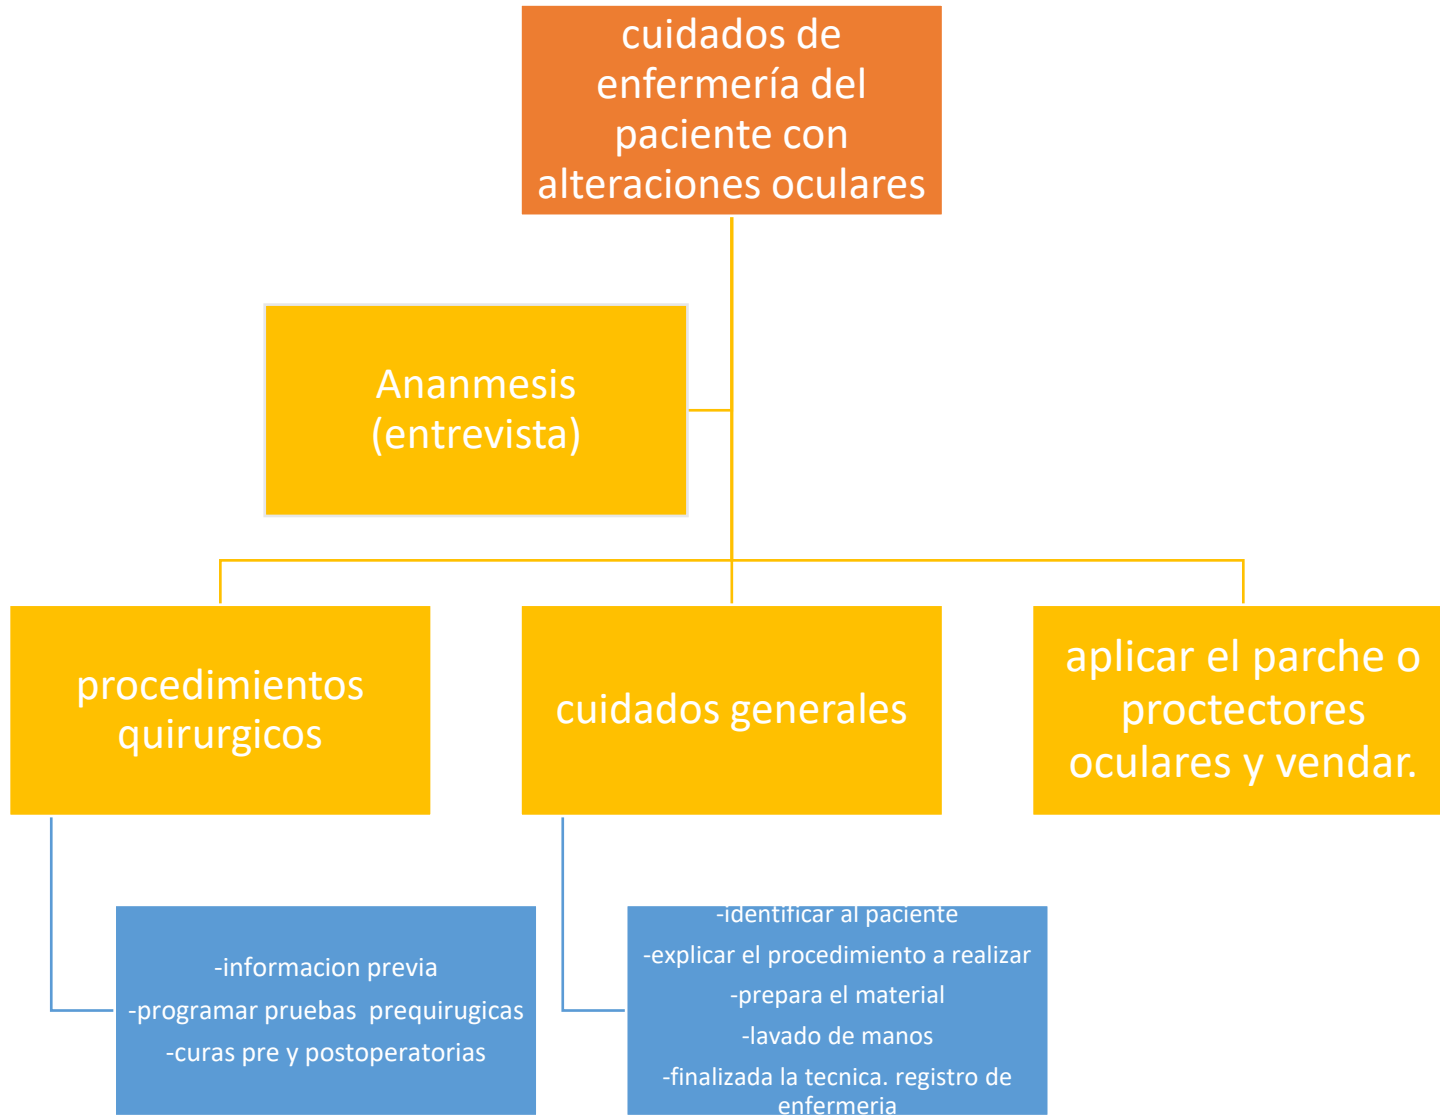 cuidados de
enfermería del
paciente con
alteraciones oculares
Ananmesis
(entrevista)
procedimientos
quirurgicos
cuidados generales
aplicar el parche o
proctectores
oculares y vendar.
-informacion previa
-programar pruebas prequirugicas
-curas pre y postoperatorias
-identificar al paciente
-explicar el procedimiento a realizar
-prepara el material
-lavado de manos
-finalizada la tecnica. registro de
enfermeria